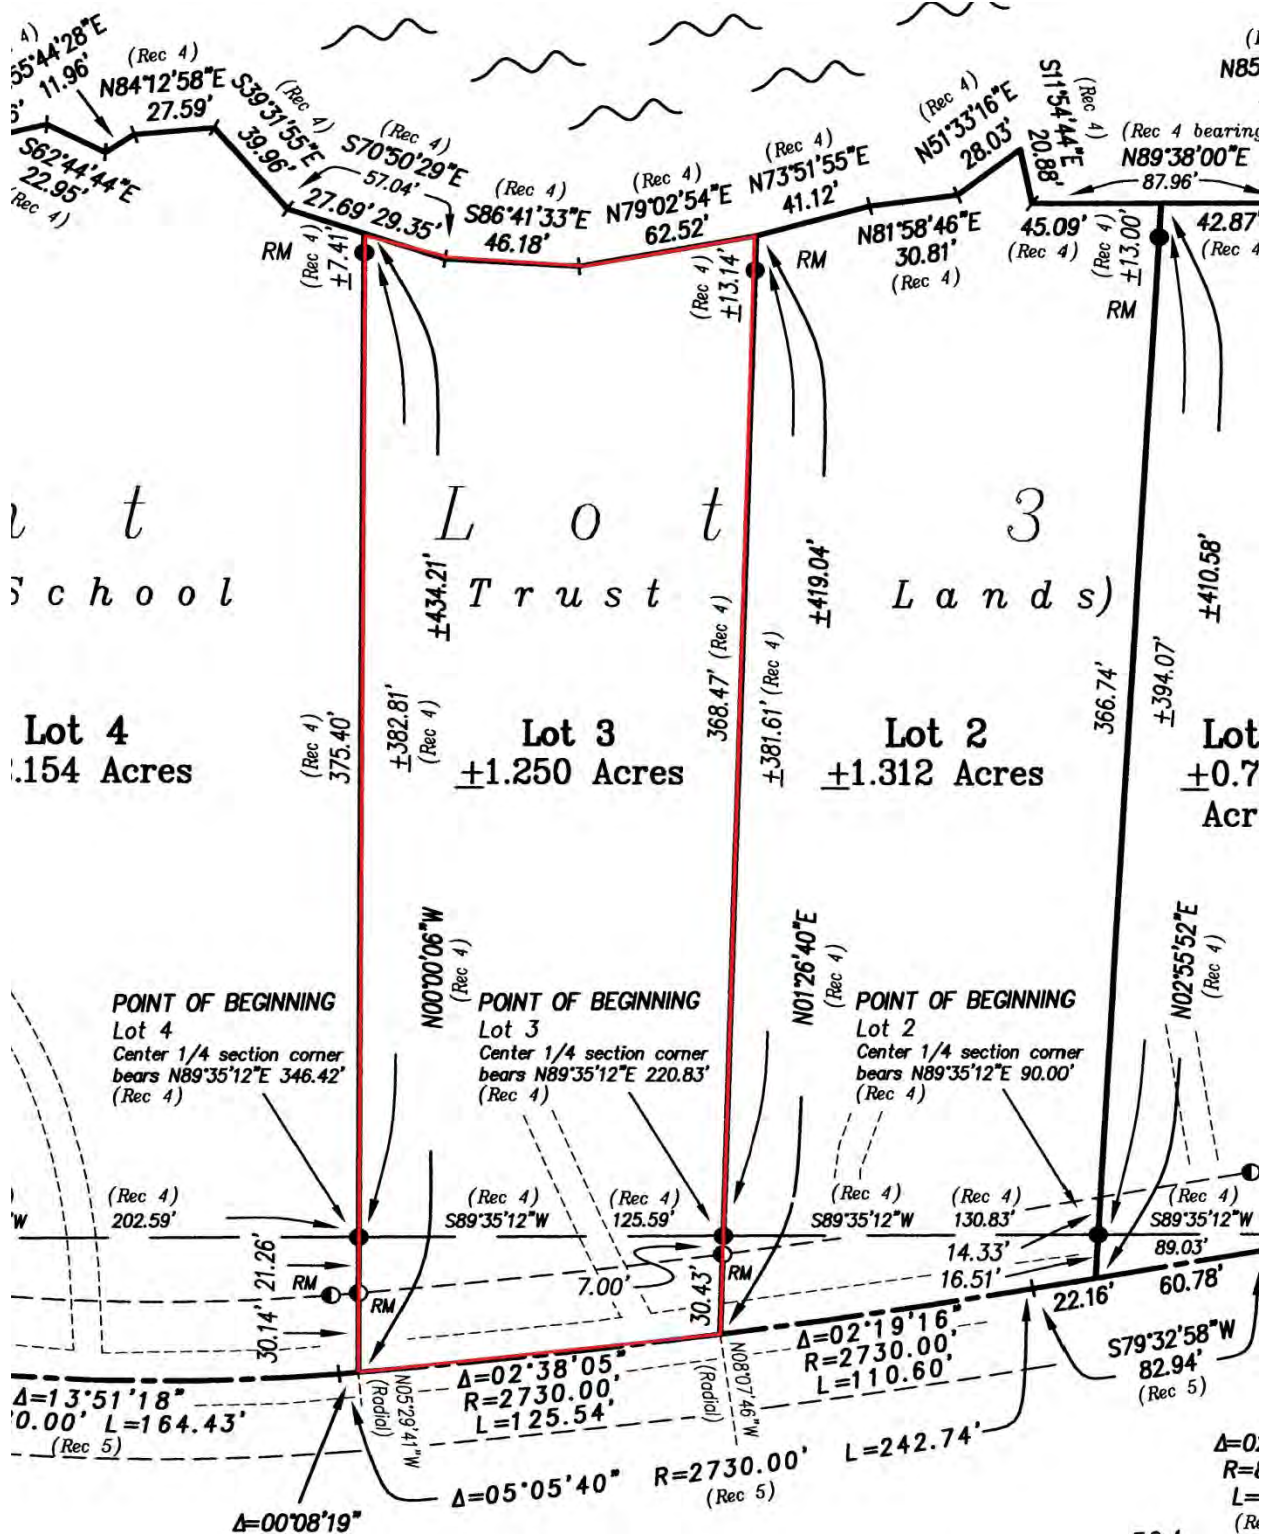 55°44'28"E
11.96'
(Rec 4)
N84°12'58"E
27.59'
S62°44'44"E
22.95'
(Rec 4)
(Rec 4)
S39°31'55"E
39.96'
(Rec 4)
S70°50'29"E
57.04'
27.69'
29.35'
(Rec 4)
S86°41'33"E
46.18'
(Rec 4)
N79°02'54"E
62.52'
(Rec 4)
N73°51'55"E
41.12'
N81°58'46"E
30.81'
(Rec 4)
(Rec 4)
N51°33'16"E
28.03'
(Rec 4)
S11°54'44"E
20.88'
(Rec 4 bearing
N89°38'00"E
87.96'
N85
45.09'
(Rec 4)
42.87'
(Rec 4
RM
(Rec 4)
±7.41'
(Rec 4)
±13.14'
RM
(Rec 4)
±13.00'
RM
t Lot 3
School Trust Lands)
±434.21'
±419.04'
±410.58'
(Rec 4)
375.40'
±382.81'
(Rec 4)
368.47' (Rec 4)
±381.61' (Rec 4)
366.74'
±394.07'
Lot 4
.154 Acres
Lot 3
±1.250 Acres
Lot 2
±1.312 Acres
Lot
±0.7
Acr
N00°00'06"W
(Rec 4)
N01°26'40"E
(Rec 4)
N02°55'52"E
(Rec 4)
POINT OF BEGINNING
Lot 4
Center 1/4 section corner
bears N89°35'12"E 346.42'
(Rec 4)
POINT OF BEGINNING
Lot 3
Center 1/4 section corner
bears N89°35'12"E 220.83'
(Rec 4)
POINT OF BEGINNING
Lot 2
Center 1/4 section corner
bears N89°35'12"E 90.00'
(Rec 4)
"W
(Rec 4)
202.59'
(Rec 4)
S89°35'12"W
(Rec 4)
125.59'
(Rec 4)
S89°35'12"W
(Rec 4)
130.83'
(Rec 4)
S89°35'12"W
89.03'
21.26'
30.14'
RM
RM
7.00'
30.43'
RM
14.33'
16.51'
22.16'
60.78'
S79°32'58"W
82.94'
(Rec 5)
Δ=13°51'18"
0.00' L=164.43'
(Rec 5)
N05°29'41"W
(Radial)
Δ=02°38'05"
R=2730.00'
L=125.54'
N08°07'46"W
(Radial)
Δ=02°19'16"
R=2730.00'
L=110.60'
Δ=05°05'40" R=2730.00' L=242.74'
(Rec 5)
Δ=00°08'19"
Δ=0
R=
L=